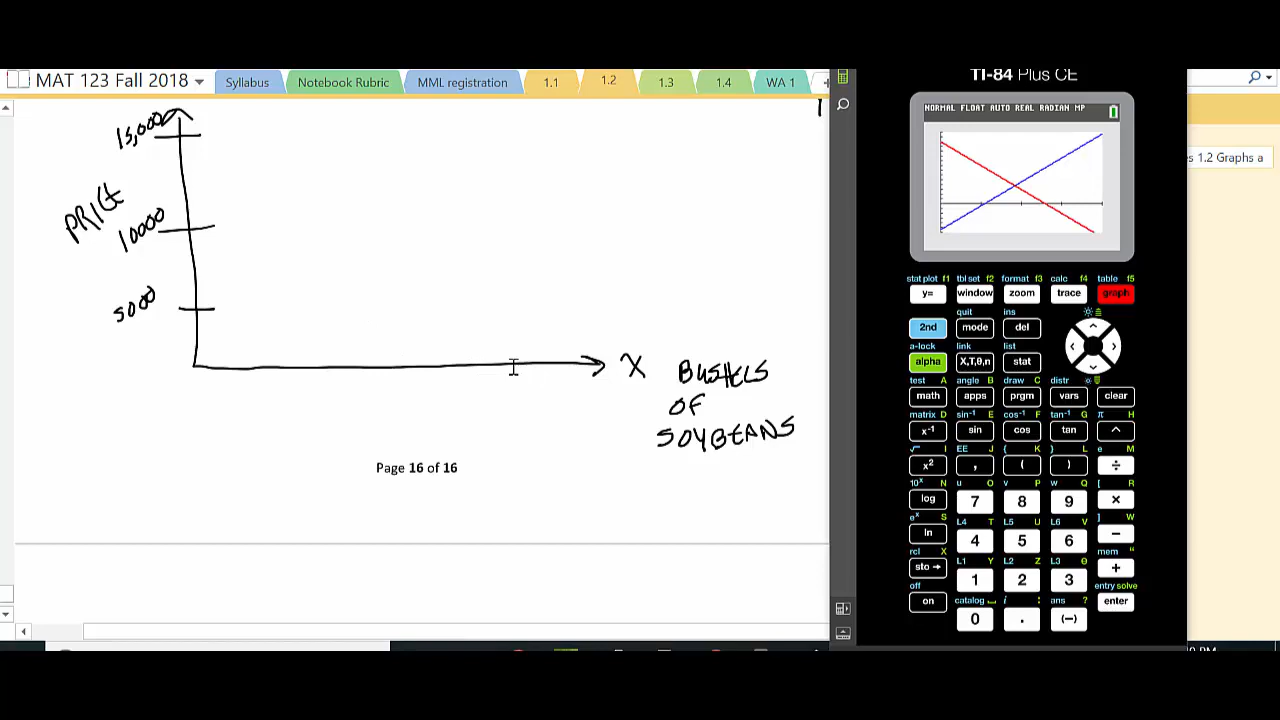 TI-84 Plus CE
MAT 123 Fall 2018
Syllabus
Notebook Rubric
MML registration
1.1
1.2
1.3
1.4
WA 1
15,000
PRICE
10000
5000
X
BUSHELS
OF
SOYBEANS
Page 16 of 16
s 1.2 Graphs a
NORMAL FLOAT AUTO REAL RADIAN MP
stat plot f1 tbl set f2 format f3 calc f4 table f5
y= window zoom trace graph
quit ins
2nd mode del
a-lock link list
alpha X,T,θ,n stat
test A angle B draw C distr
math apps prgm vars clear
matrix D sin⁻¹ E cos⁻¹ F tan⁻¹ G π H
x⁻¹ sin cos tan ^
√ I EE J { K } L e M
x² , ( ) ÷
10ˣ N u O v P w Q [ R
log 7 8 9 ×
eˣ S L4 T L5 U L6 V ] W
ln 4 5 6 −
rcl X L1 Y L2 Z L3 θ mem "
sto → 1 2 3 +
off catalog i : ans ? entry solve
on 0 . (−) enter